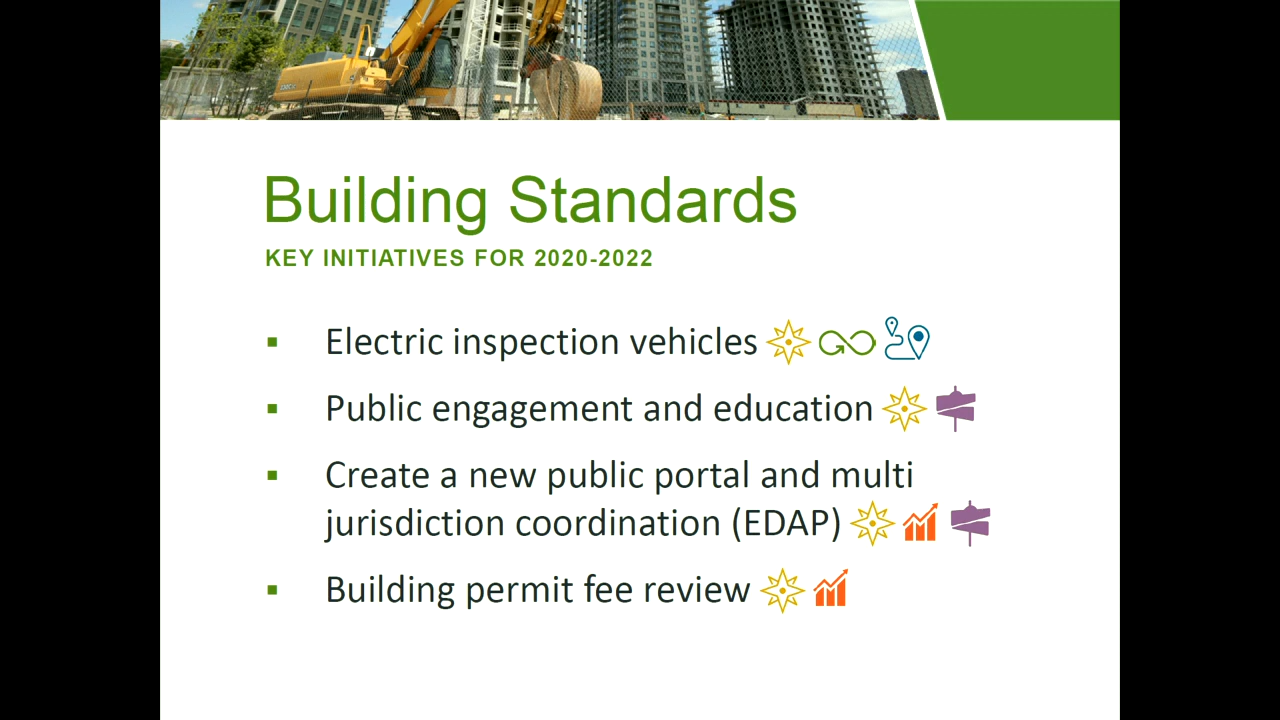 Building Standards
KEY INITIATIVES FOR 2020-2022
Electric inspection vehicles
Public engagement and education
Create a new public portal and multi
jurisdiction coordination (EDAP)
Building permit fee review